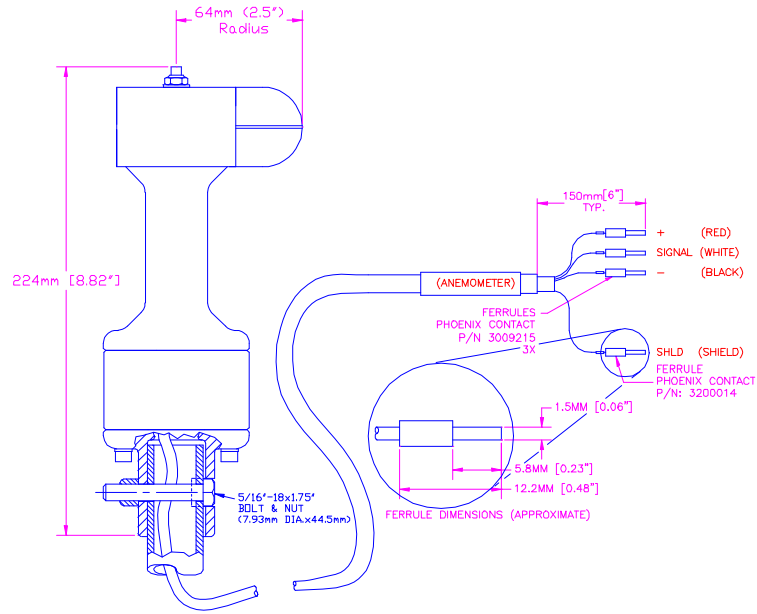 64mm (2.5")
Radius
224mm [8.82"]
150mm[6"]
TYP.
+ (RED)
SIGNAL (WHITE)
- (BLACK)
(ANEMOMETER)
FERRULES
PHOENIX CONTACT
P/N 3009215
3X
SHLD (SHIELD)
FERRULE
PHOENIX CONTACT
P/N: 3200014
1.5MM [0.06"]
5.8MM [0.23"]
12.2MM [0.48"]
FERRULE DIMENSIONS (APPROXIMATE)
5/16"-18x1.75"
BOLT & NUT
(7.93mm DIA.x44.5mm)